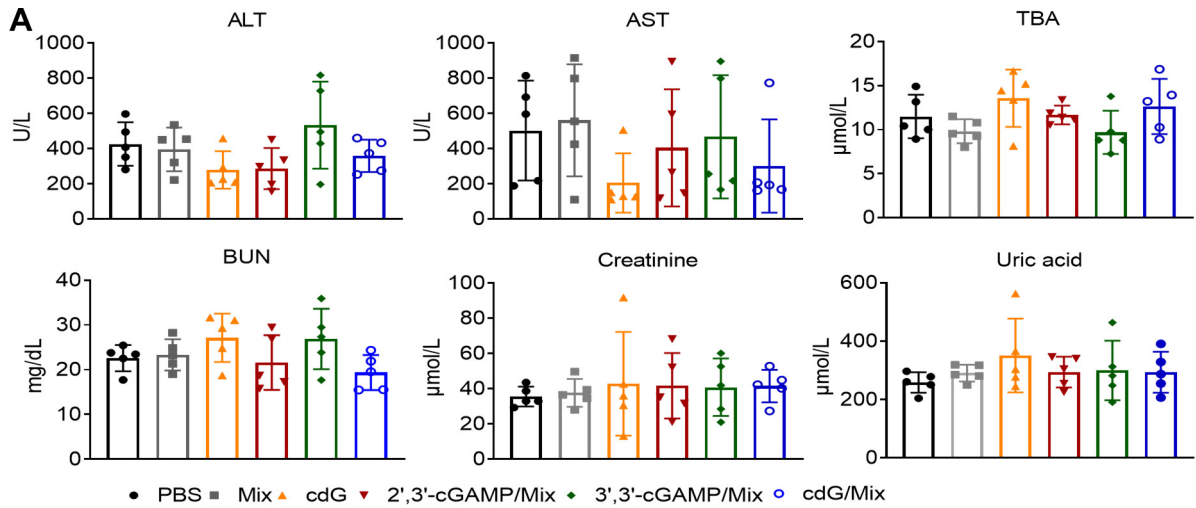 A
ALT
U/L
1000
800
600
400
200
0
AST
U/L
1000
800
600
400
200
0
TBA
μmol/L
20
15
10
5
0
BUN
mg/dL
40
30
20
10
0
Creatinine
μmol/L
100
80
60
40
20
0
Uric acid
μmol/L
600
400
200
0
PBS Mix cdG 2',3'-cGAMP/Mix 3',3'-cGAMP/Mix cdG/Mix